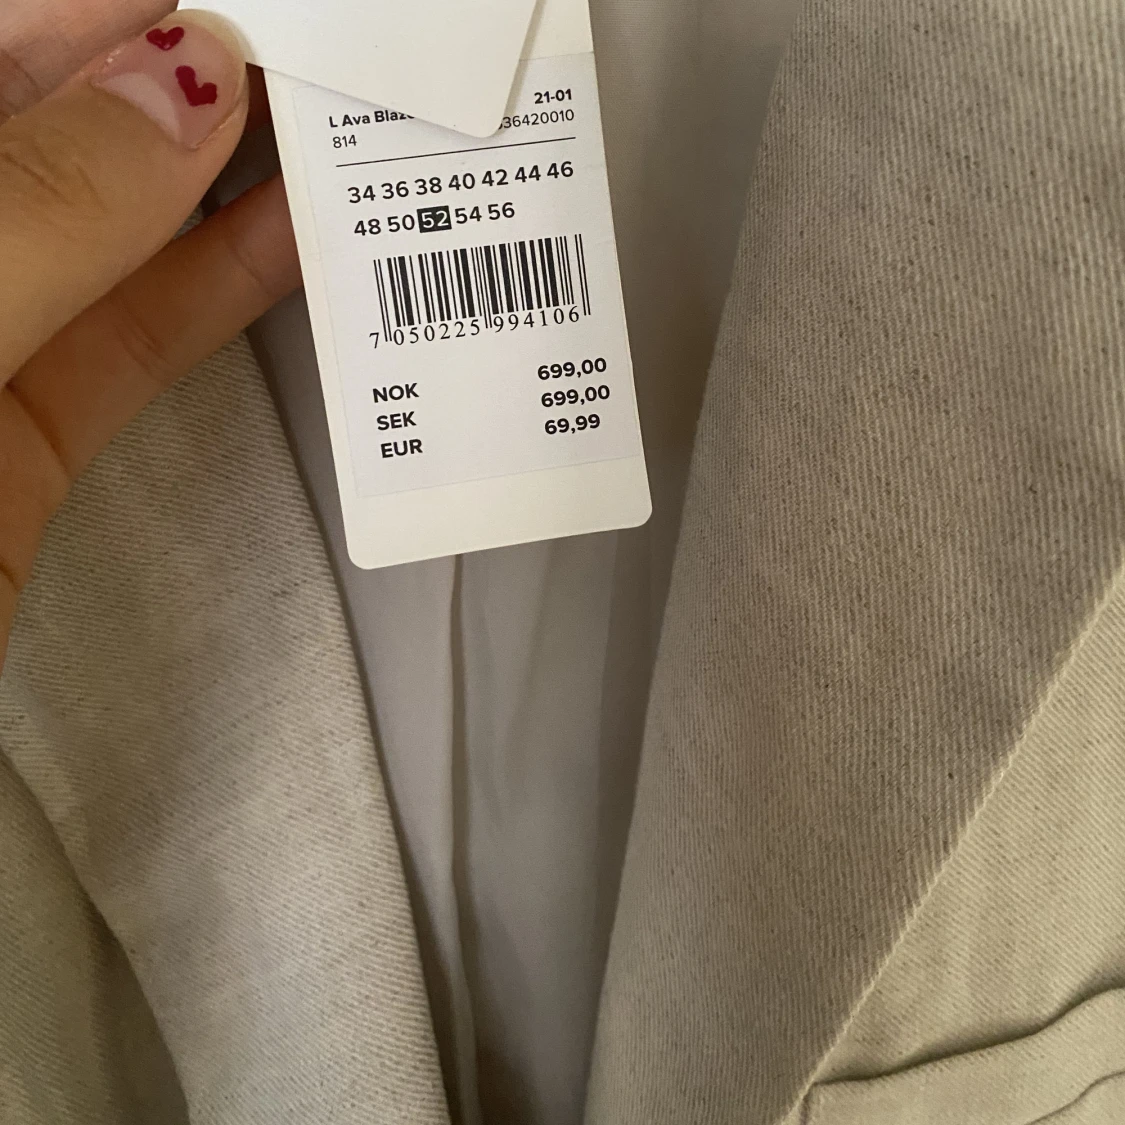 L Ava 21-01
814 36420010
34 36 38 40 42 44 46
48 50 52 54 56
7 050225 994106
NOK 699,00
SEK 699,00
EUR 69,99